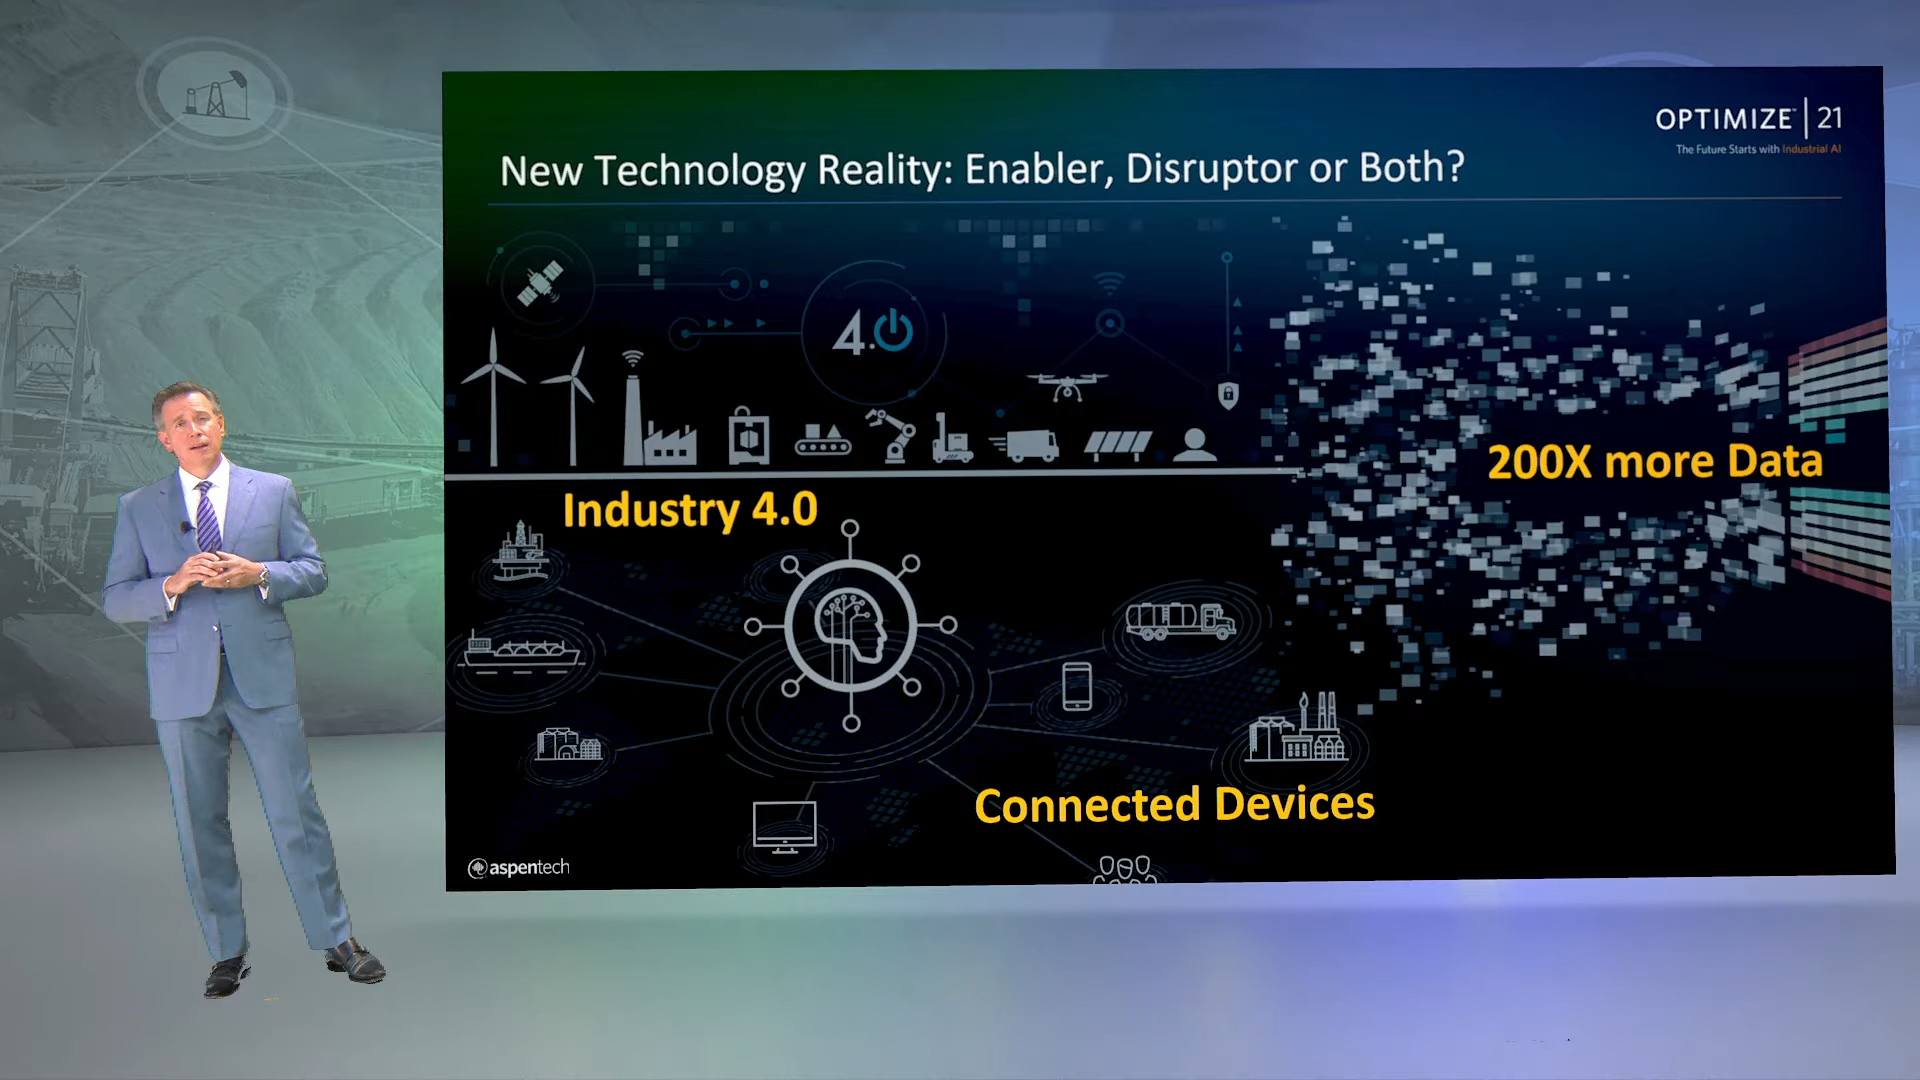 OPTIMIZE™ | 21
The Future Starts with Industrial AI
New Technology Reality: Enabler, Disruptor or Both?
4.0
200X more Data
Industry 4.0
Connected Devices
aspentech